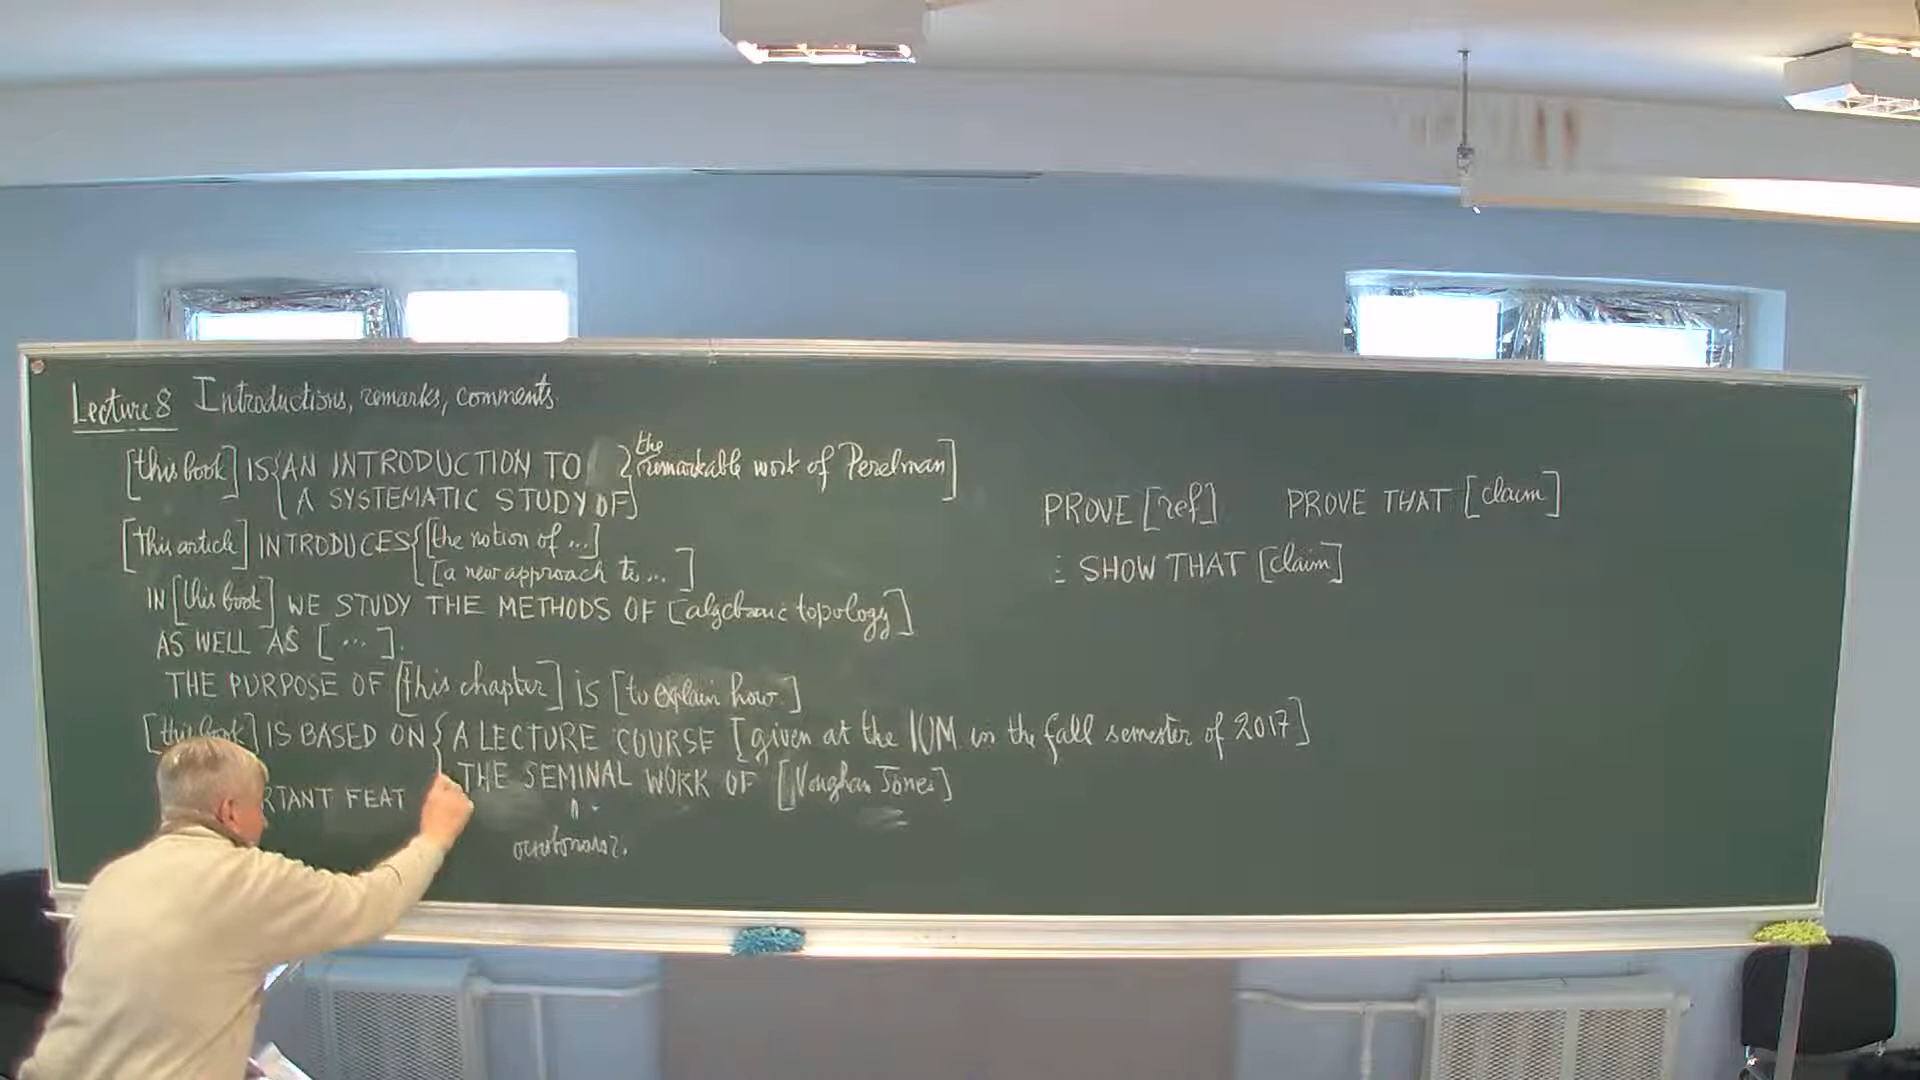 Lecture 8 Introductions, remarks, comments.
[this book] IS { AN INTRODUCTION TO } [the remarkable work of Perelman]
{ A SYSTEMATIC STUDY OF }
[This article] INTRODUCES { [the notion of ...]
{ [a new approach to ... ]
IN [this book] WE STUDY THE METHODS OF [algebraic topology]
AS WELL AS [ ... ].
THE PURPOSE OF [this chapter] IS [to explain how ]
[this book] IS BASED ON { A LECTURE COURSE [given at the IUM in the fall semester of 2017]
{ THE SEMINAL WORK OF [Vaughan Jones]
RTANT FEAT
PROVE [ref] PROVE THAT [claim]
SHOW THAT [claim]